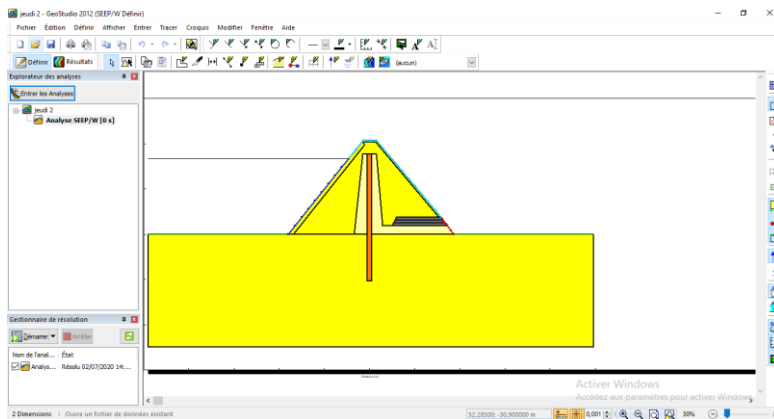 jeudi 2 - GeoStudio 2012 (SEEP/W Définir)
Fichier Édition Définir Afficher Entrer Tracer Croquis Modifier Fenêtre Aide
Définir Résultats (aucun)
Explorateur des analyses
Entrer les Analyses
jeudi 2
Analyse SEEP/W [0 s]
Gestionnaire de résolution
Démarrer Arrêter
Nom de l'anal... État
Analys... Résolu 02/07/2020 14:...
Activer Windows
Accédez aux paramètres pour activer Windows.
2 Dimensions Ouvre un fichier de données existant 52.28500; -30.900000 m 0,001 30%